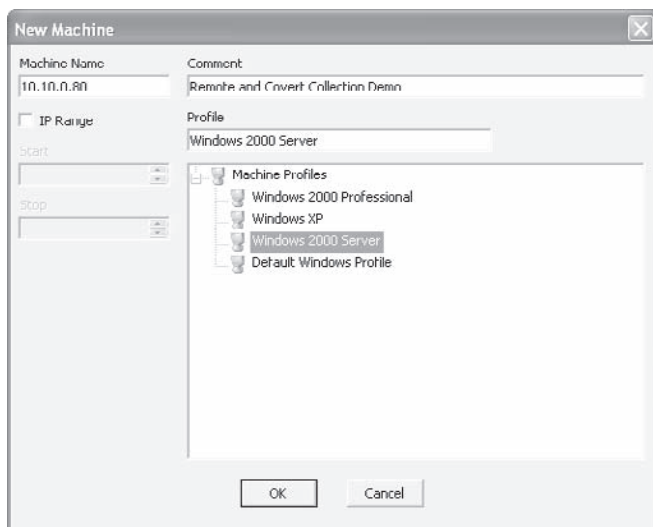 New Machine
Machine Name
10.10.0.80
Comment
Remote and Covert Collection Demo
IP Range
Start
Stop
Profile
Windows 2000 Server
Machine Profiles
Windows 2000 Professional
Windows XP
Windows 2000 Server
Default Windows Profile
OK
Cancel